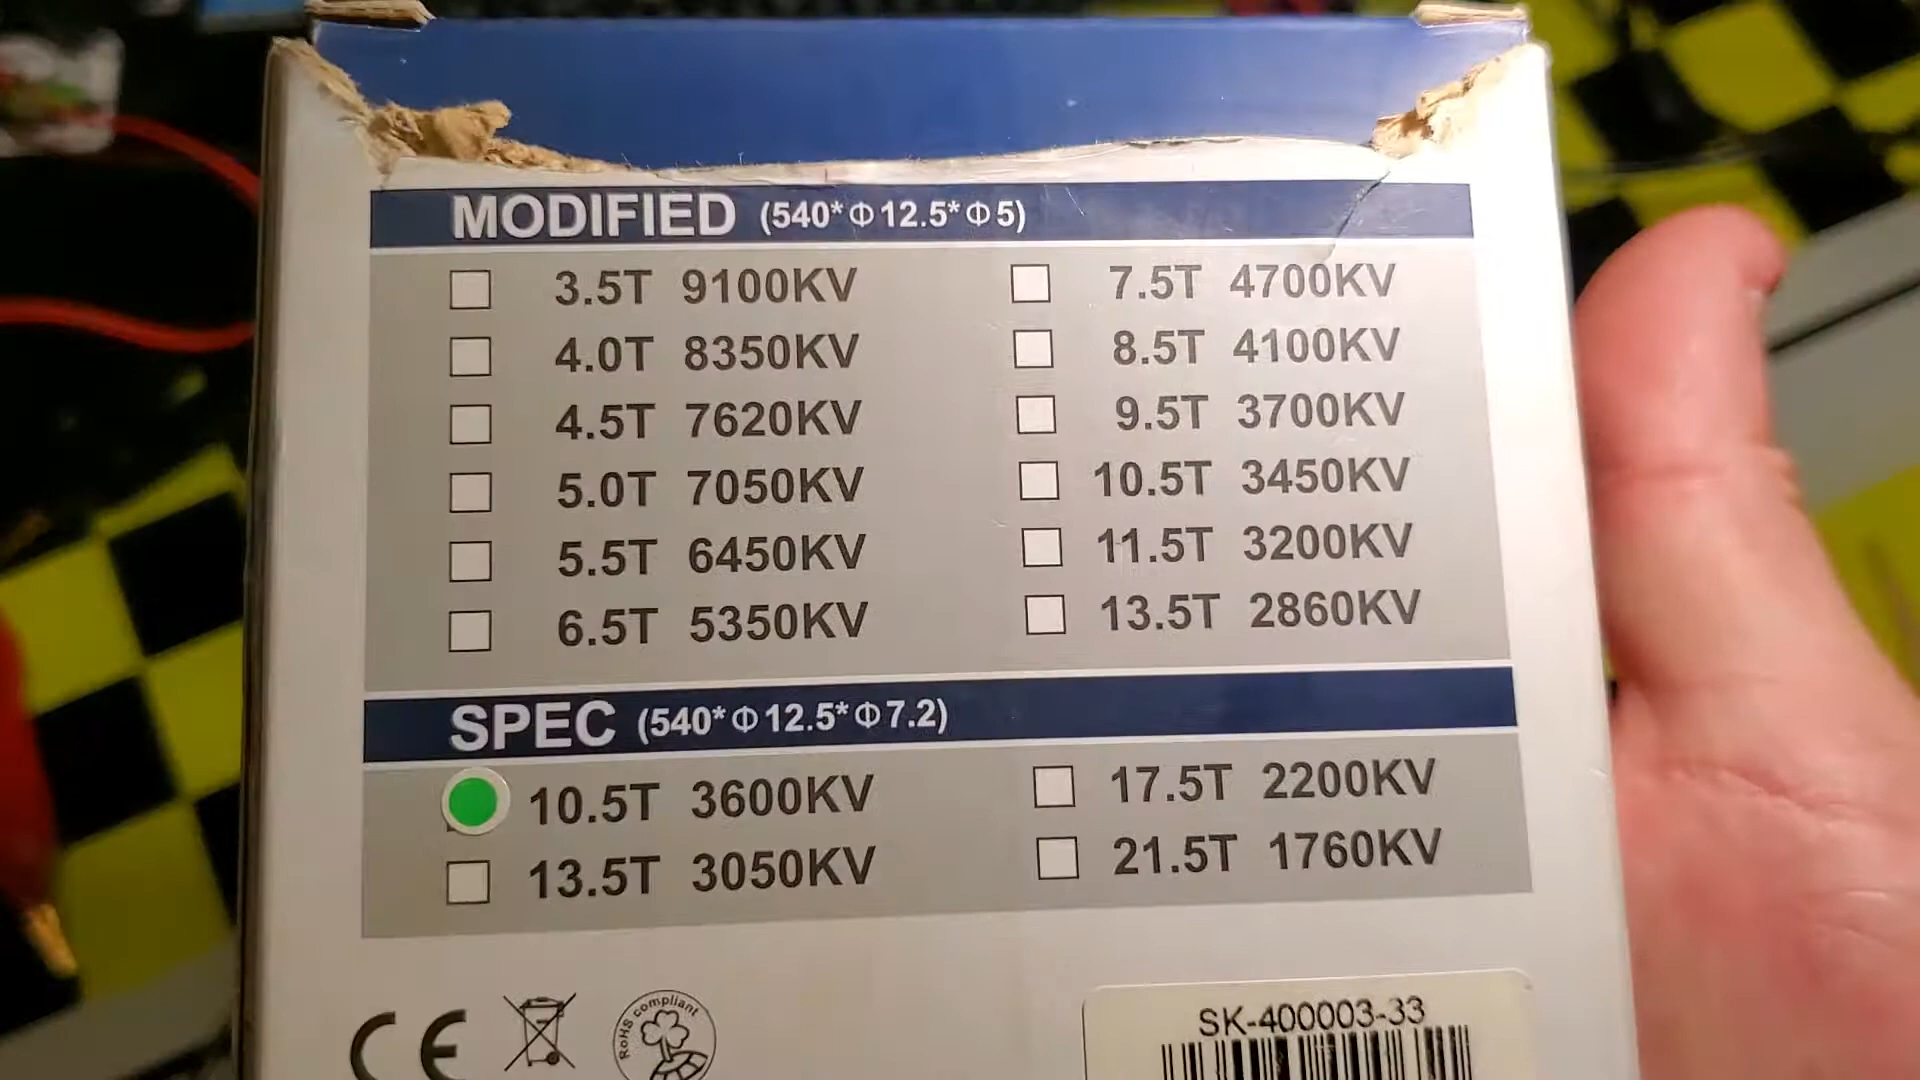 MODIFIED (540*Φ12.5*Φ5)
3.5T 9100KV
4.0T 8350KV
4.5T 7620KV
5.0T 7050KV
5.5T 6450KV
6.5T 5350KV
7.5T 4700KV
8.5T 4100KV
9.5T 3700KV
10.5T 3450KV
11.5T 3200KV
13.5T 2860KV
SPEC (540*Φ12.5*Φ7.2)
10.5T 3600KV
13.5T 3050KV
17.5T 2200KV
21.5T 1760KV
CE
RoHS compliant
SK-400003-33